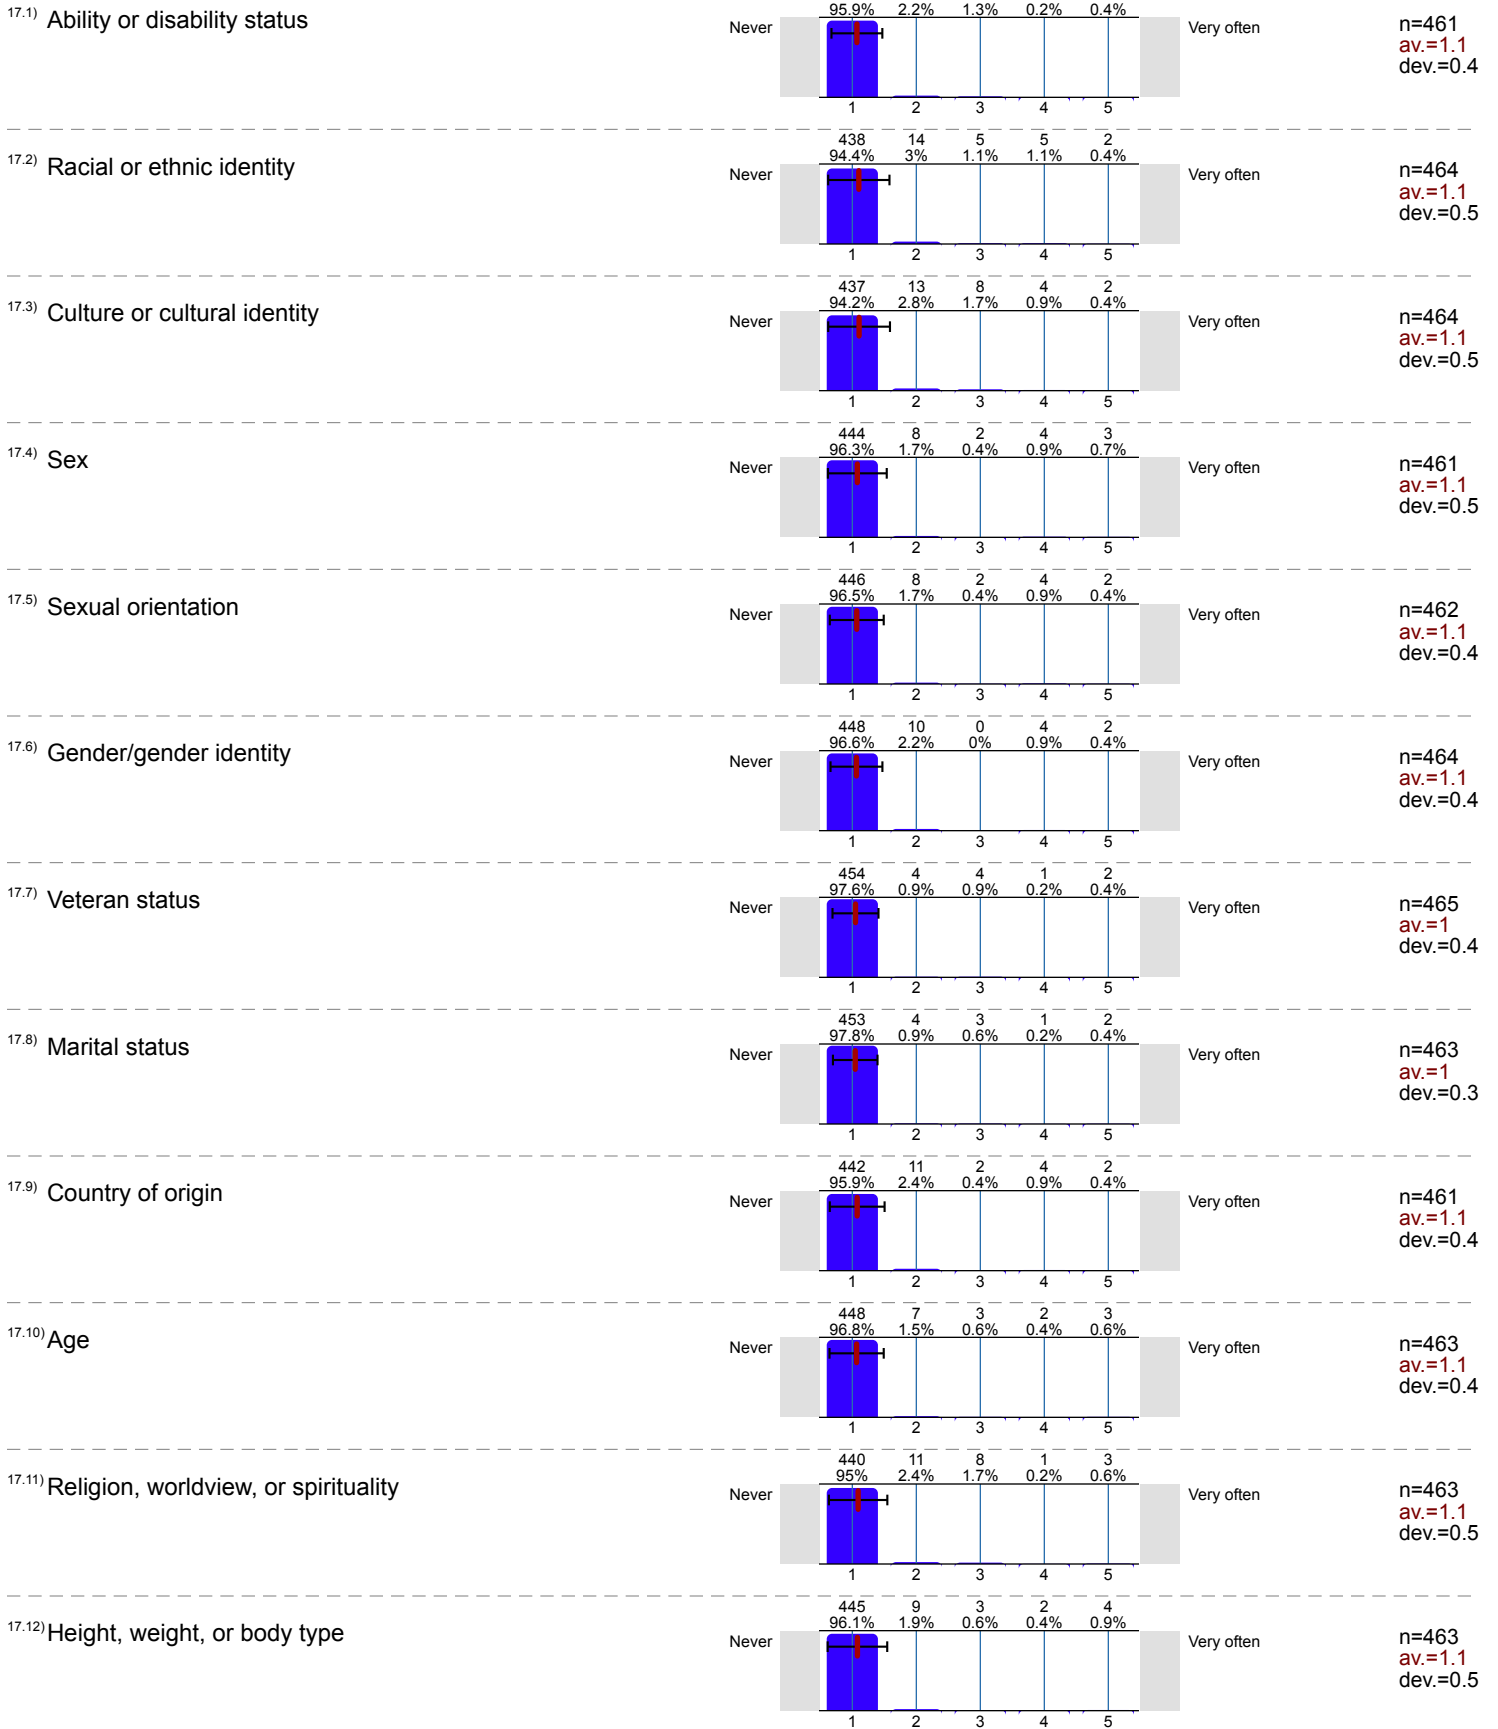 95.9% 2.2% 1.3% 0.2% 0.4%
17.1) Ability or disability status
Never Very often n=461
av.=1.1
dev.=0.4
1 2 3 4 5
438 14 5 5 2
94.4% 3% 1.1% 1.1% 0.4%
17.2) Racial or ethnic identity
Never Very often n=464
av.=1.1
dev.=0.5
1 2 3 4 5
437 13 8 4 2
94.2% 2.8% 1.7% 0.9% 0.4%
17.3) Culture or cultural identity
Never Very often n=464
av.=1.1
dev.=0.5
1 2 3 4 5
444 8 2 4 3
96.3% 1.7% 0.4% 0.9% 0.7%
17.4) Sex
Never Very often n=461
av.=1.1
dev.=0.5
1 2 3 4 5
446 8 2 4 2
96.5% 1.7% 0.4% 0.9% 0.4%
17.5) Sexual orientation
Never Very often n=462
av.=1.1
dev.=0.4
1 2 3 4 5
448 10 0 4 2
96.6% 2.2% 0% 0.9% 0.4%
17.6) Gender/gender identity
Never Very often n=464
av.=1.1
dev.=0.4
1 2 3 4 5
454 4 4 1 2
97.6% 0.9% 0.9% 0.2% 0.4%
17.7) Veteran status
Never Very often n=465
av.=1
dev.=0.4
1 2 3 4 5
453 4 3 1 2
97.8% 0.9% 0.6% 0.2% 0.4%
17.8) Marital status
Never Very often n=463
av.=1
dev.=0.3
1 2 3 4 5
442 11 2 4 2
95.9% 2.4% 0.4% 0.9% 0.4%
17.9) Country of origin
Never Very often n=461
av.=1.1
dev.=0.4
1 2 3 4 5
448 7 3 2 3
96.8% 1.5% 0.6% 0.4% 0.6%
17.10) Age
Never Very often n=463
av.=1.1
dev.=0.4
1 2 3 4 5
440 11 8 1 3
95% 2.4% 1.7% 0.2% 0.6%
17.11) Religion, worldview, or spirituality
Never Very often n=463
av.=1.1
dev.=0.5
1 2 3 4 5
445 9 3 2 4
96.1% 1.9% 0.6% 0.4% 0.9%
17.12) Height, weight, or body type
Never Very often n=463
av.=1.1
dev.=0.5
1 2 3 4 5